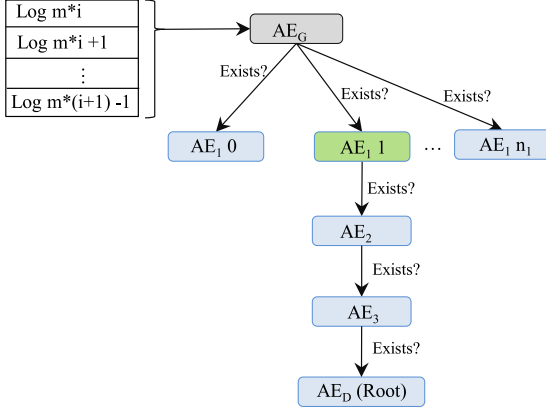 Log m*i
Log m*i +1
⋮
Log m*(i+1) -1
AE_G
Exists?
Exists?
Exists?
AE_1 0
AE_1 1
...
AE_1 n_1
Exists?
AE_2
Exists?
AE_3
Exists?
AE_D (Root)